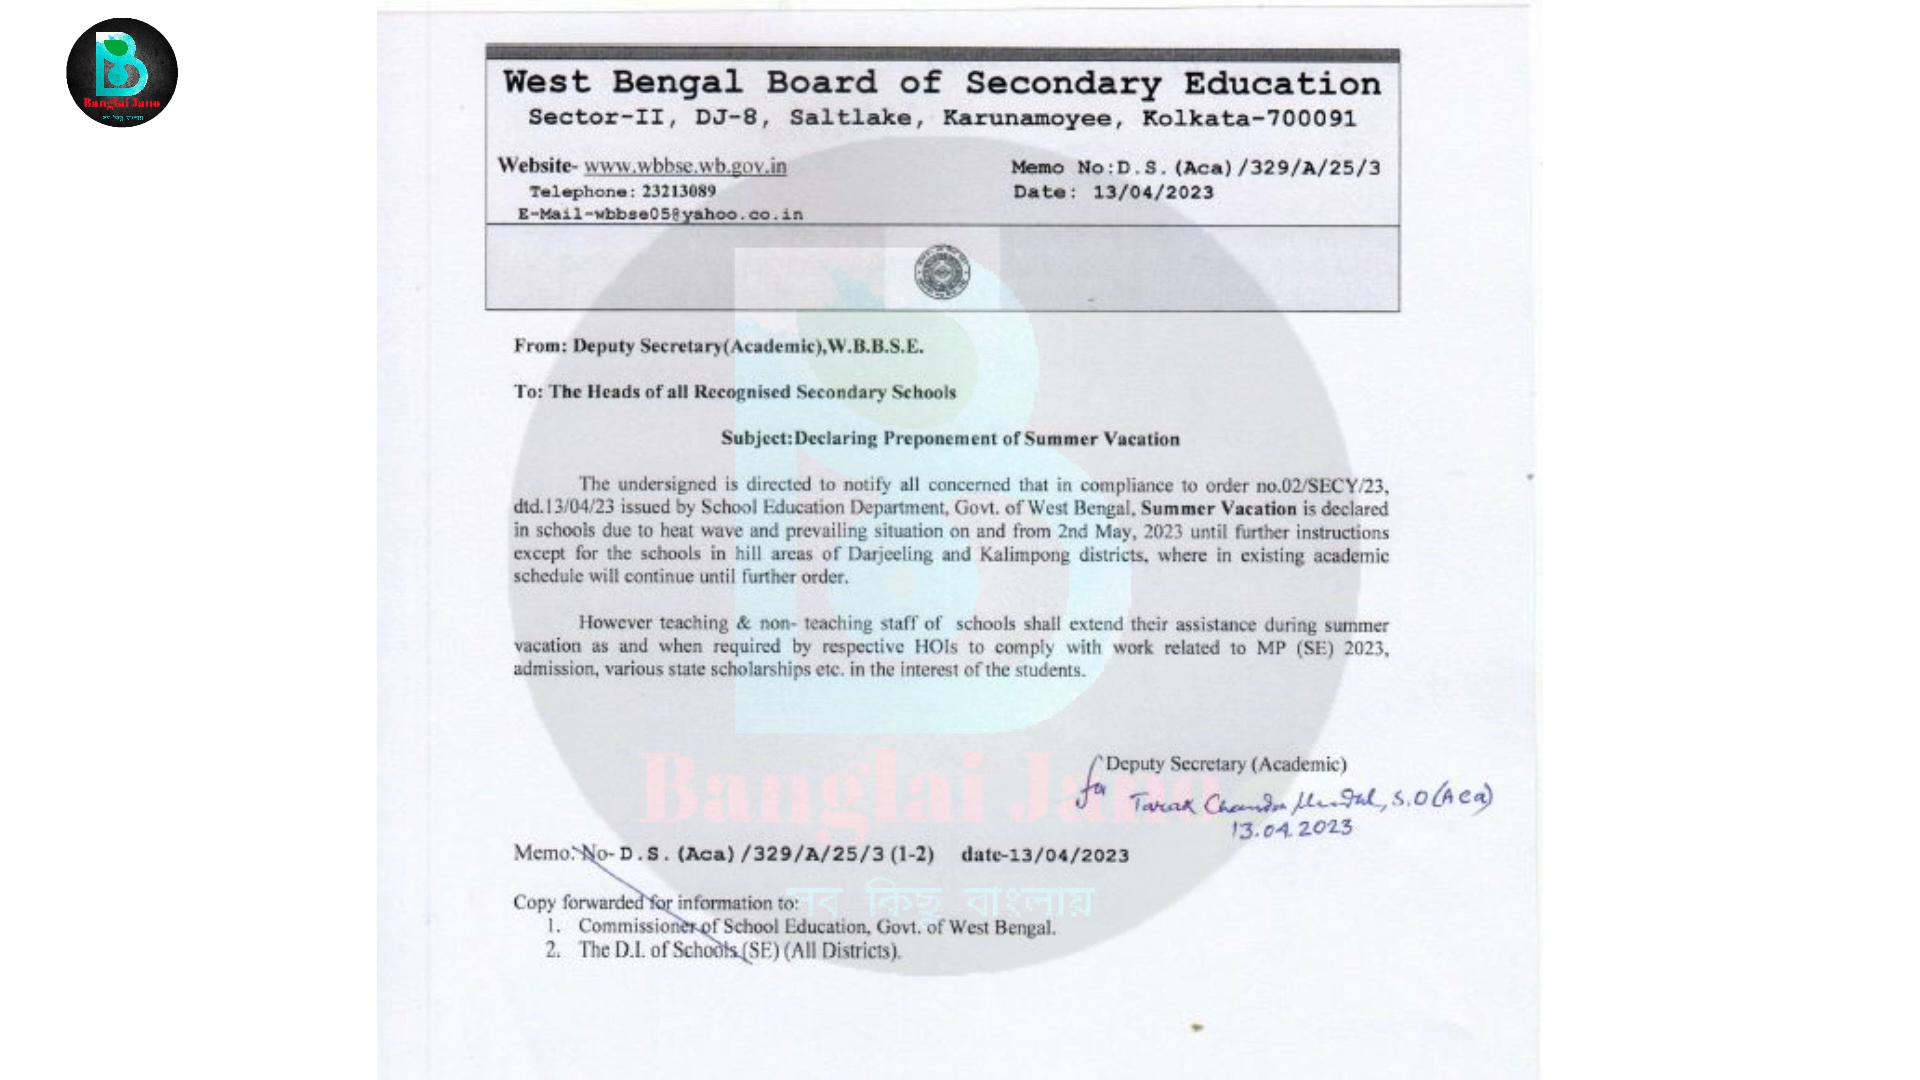 Banglai Jano
সব কিছু বাংলায়
West Bengal Board of Secondary Education
Sector-II, DJ-8, Saltlake, Karunamoyee, Kolkata-700091
Website- www.wbbse.wb.gov.in
Memo No:D.S.(Aca)/329/A/25/3
Telephone: 23213089
Date: 13/04/2023
E-Mail-wbbse05@yahoo.co.in
From: Deputy Secretary(Academic),W.B.B.S.E.
To: The Heads of all Recognised Secondary Schools
Subject:Declaring Preponement of Summer Vacation
The undersigned is directed to notify all concerned that in compliance to order no.02/SECY/23,
dtd.13/04/23 issued by School Education Department, Govt. of West Bengal, Summer Vacation is declared
in schools due to heat wave and prevailing situation on and from 2nd May, 2023 until further instructions
except for the schools in hill areas of Darjeeling and Kalimpong districts, where in existing academic
schedule will continue until further order.
However teaching & non- teaching staff of schools shall extend their assistance during summer
vacation as and when required by respective HOIs to comply with work related to MP (SE) 2023,
admission, various state scholarships etc. in the interest of the students.
Banglai Jano
Deputy Secretary (Academic)
for Tarak Chandra Mondal, S.O (Aca)
13.04.2023
Memo. No- D.S.(Aca)/329/A/25/3 (1-2) date-13/04/2023
সব কিছু বাংলায়
Copy forwarded for information to:
1. Commissioner of School Education, Govt. of West Bengal.
2. The D.I. of Schools (SE) (All Districts).